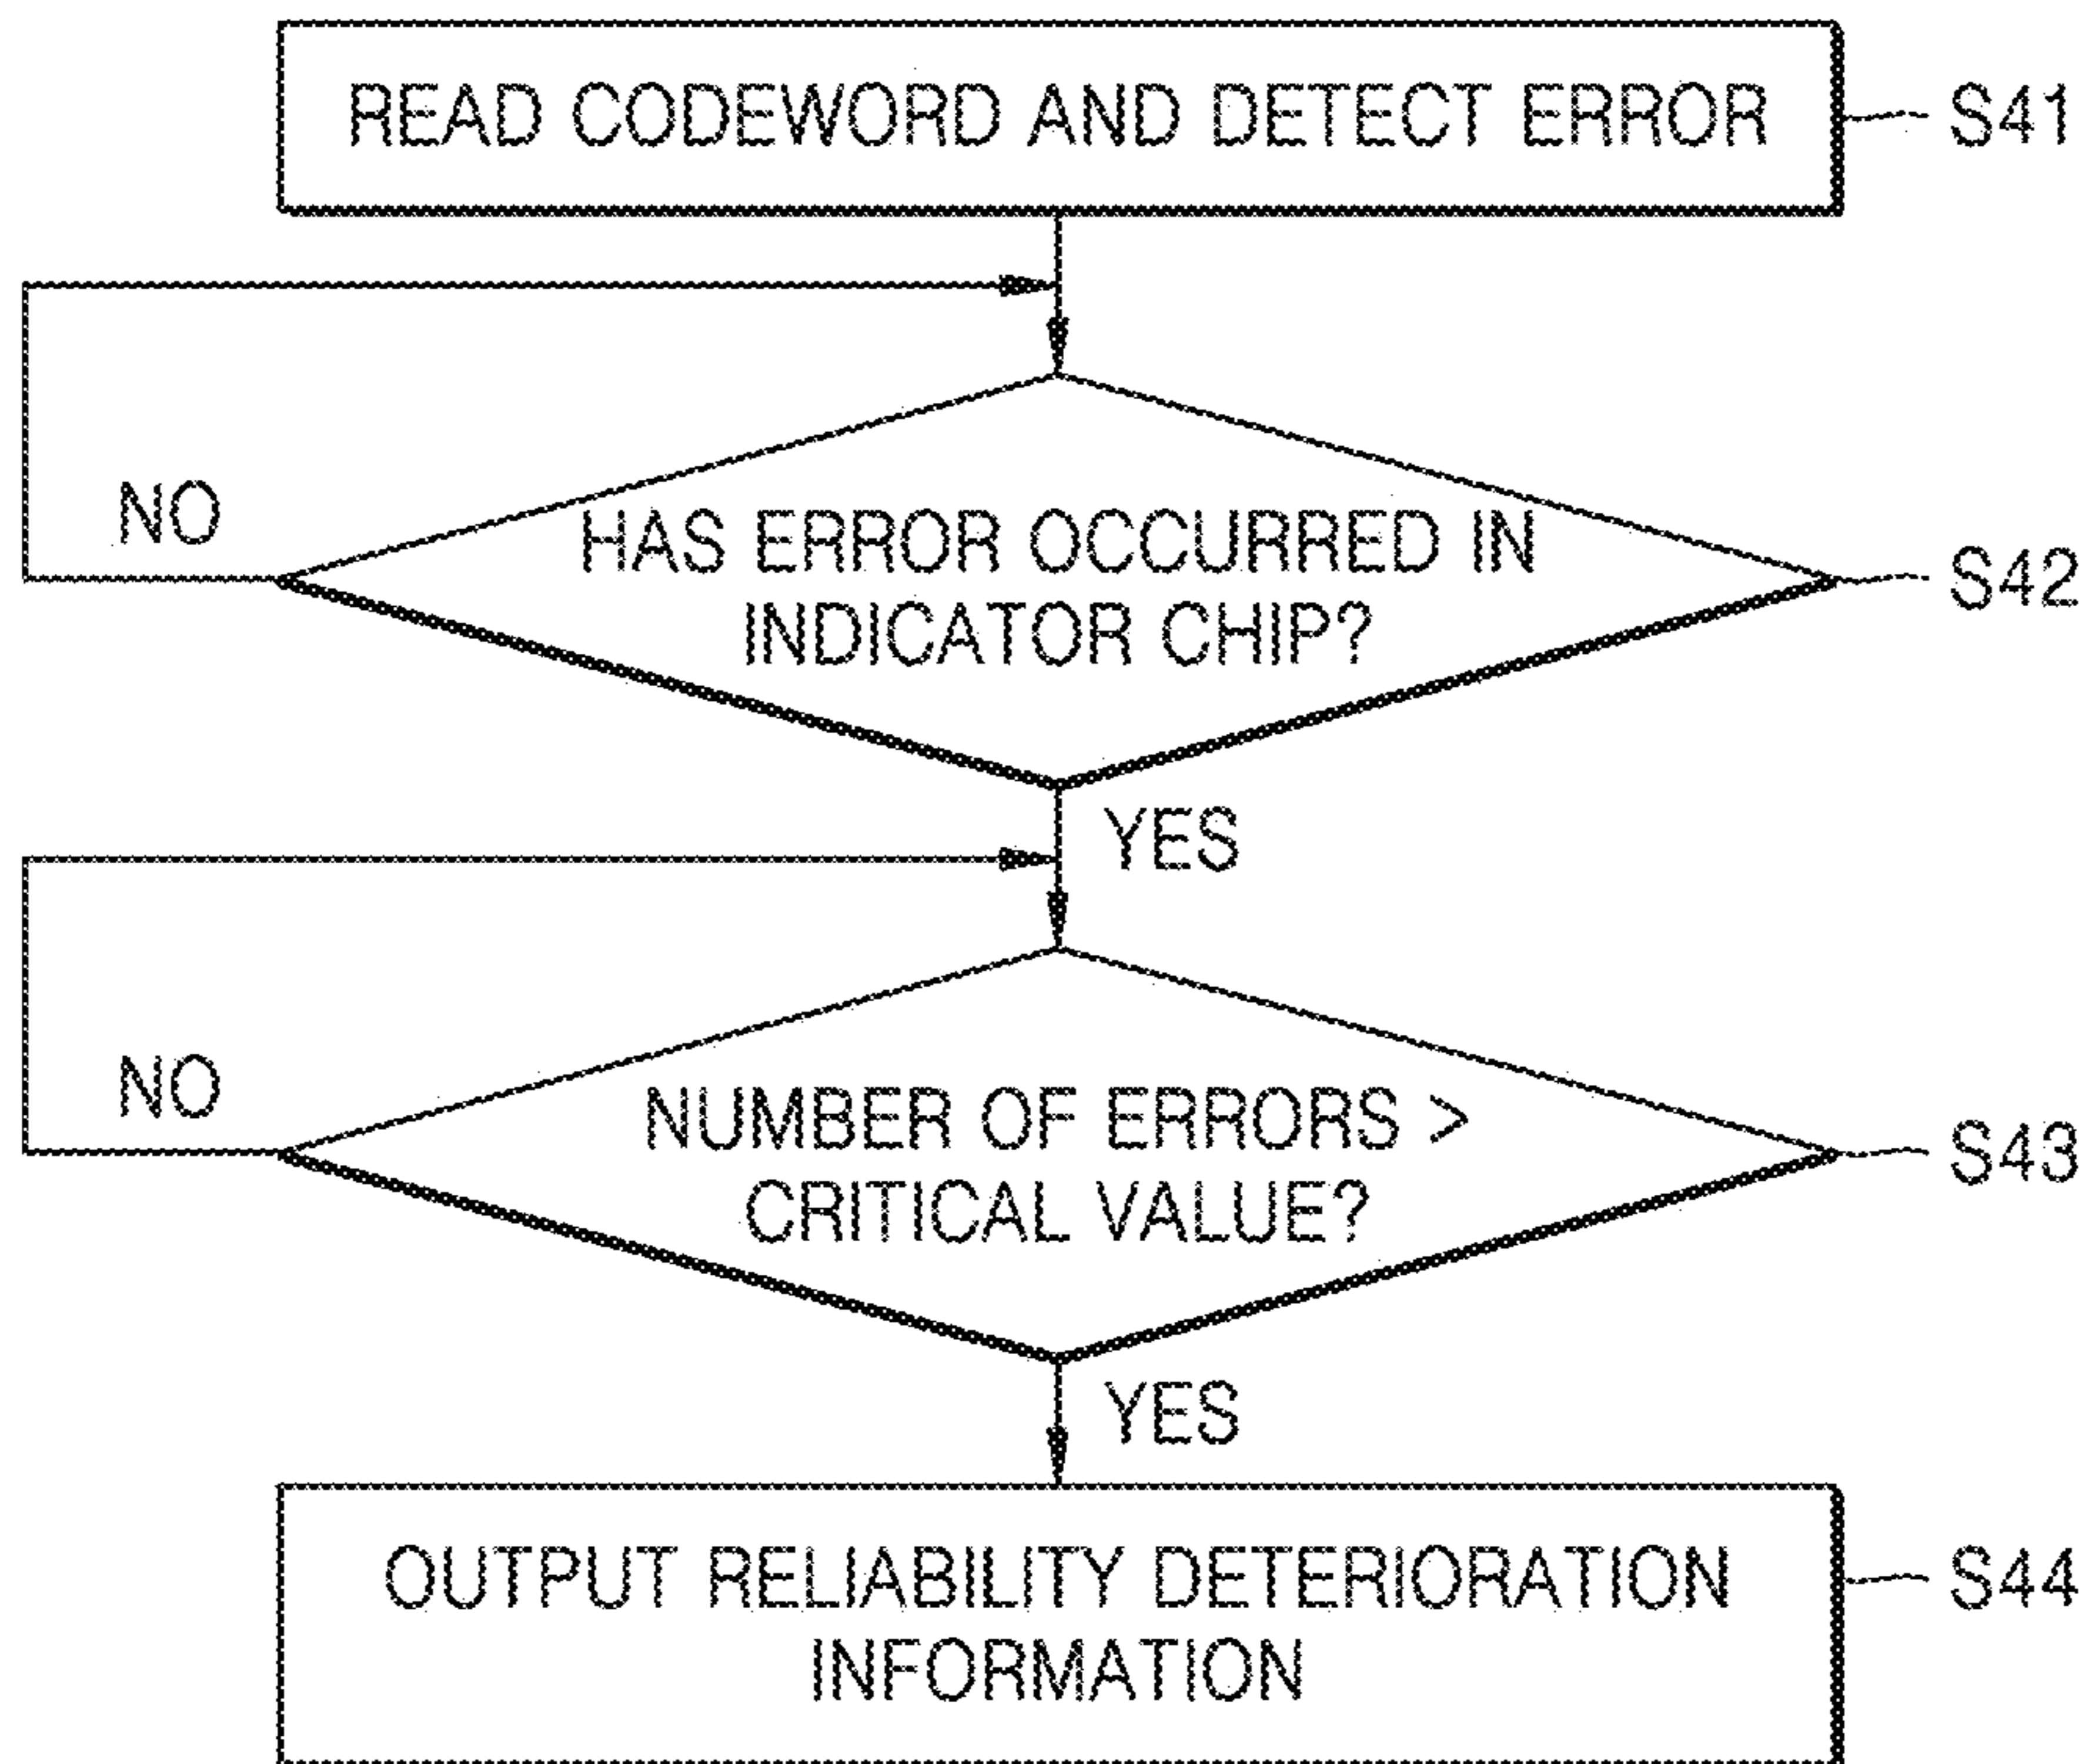 READ CODEWORD AND DETECT ERROR
S41
NO
HAS ERROR OCCURRED IN
INDICATOR CHIP?
S42
YES
NO
NUMBER OF ERRORS >
CRITICAL VALUE?
S43
YES
OUTPUT RELIABILITY DETERIORATION
INFORMATION
S44